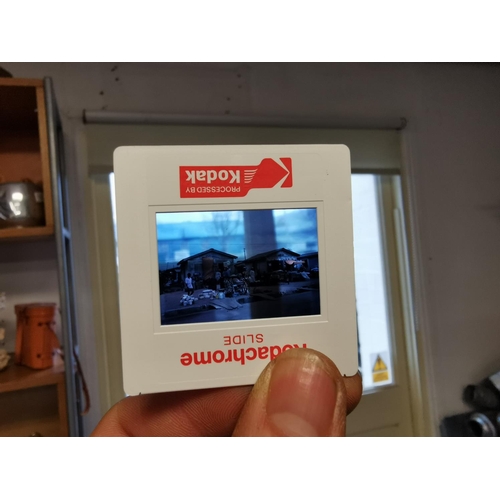 Kodachrome
SLIDE
PROCESSED BY
Kodak